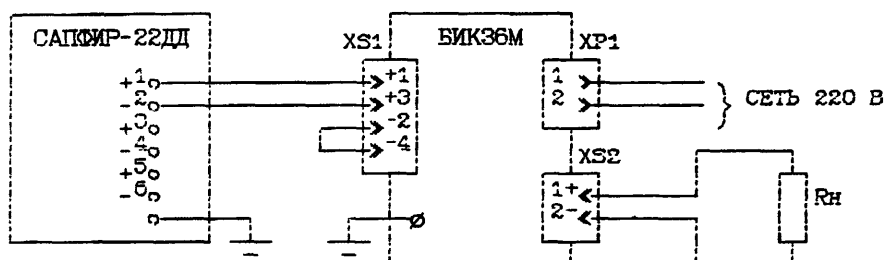 САПФИР-22ДД
XS1
БИК36М
XP1
+1
-2
+3
-4
+5
-6
+1
+3
-2
-4
1
2
СЕТЬ 220 В
XS2
1+
2-
Rн